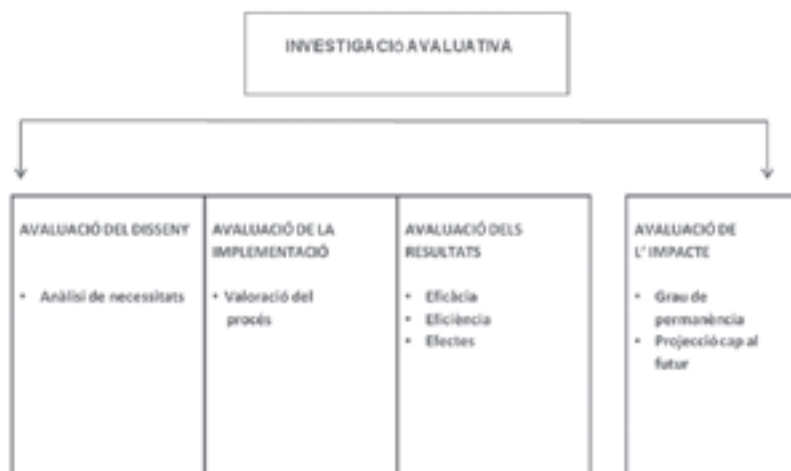 INVESTIGACIÓ AVALUATIVA
AVALUACIÓ DEL DISSENY
• Anàlisi de necessitats
AVALUACIÓ DE LA
IMPLEMENTACIÓ
• Valoració del
procés
AVALUACIÓ DELS
RESULTATS
• Eficàcia
• Eficiència
• Efectes
AVALUACIÓ DE
L' IMPACTE
• Grau de
permanència
• Projecció cap al
futur